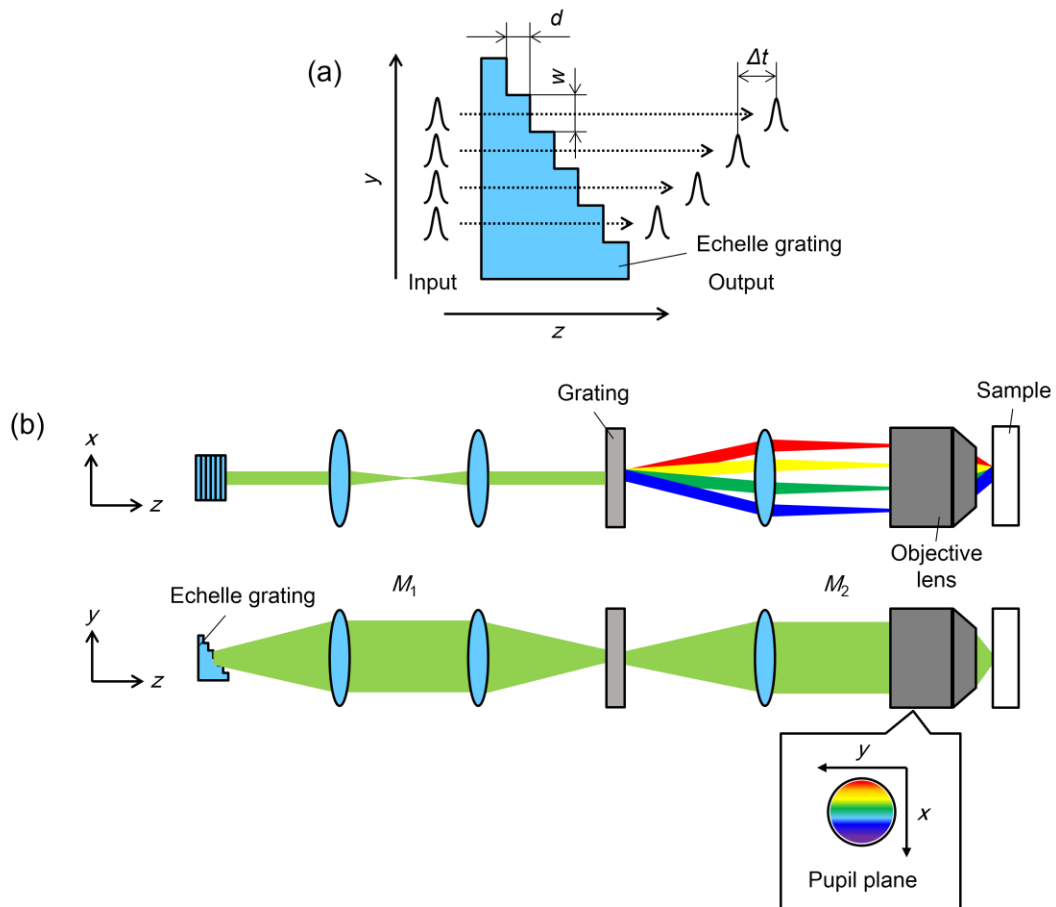 (a)
d
Δt
w
y
Echelle grating
Input
Output
z
(b)
Grating
Sample
x
z
Objective
lens
Echelle grating
M1
M2
y
z
y
x
Pupil plane